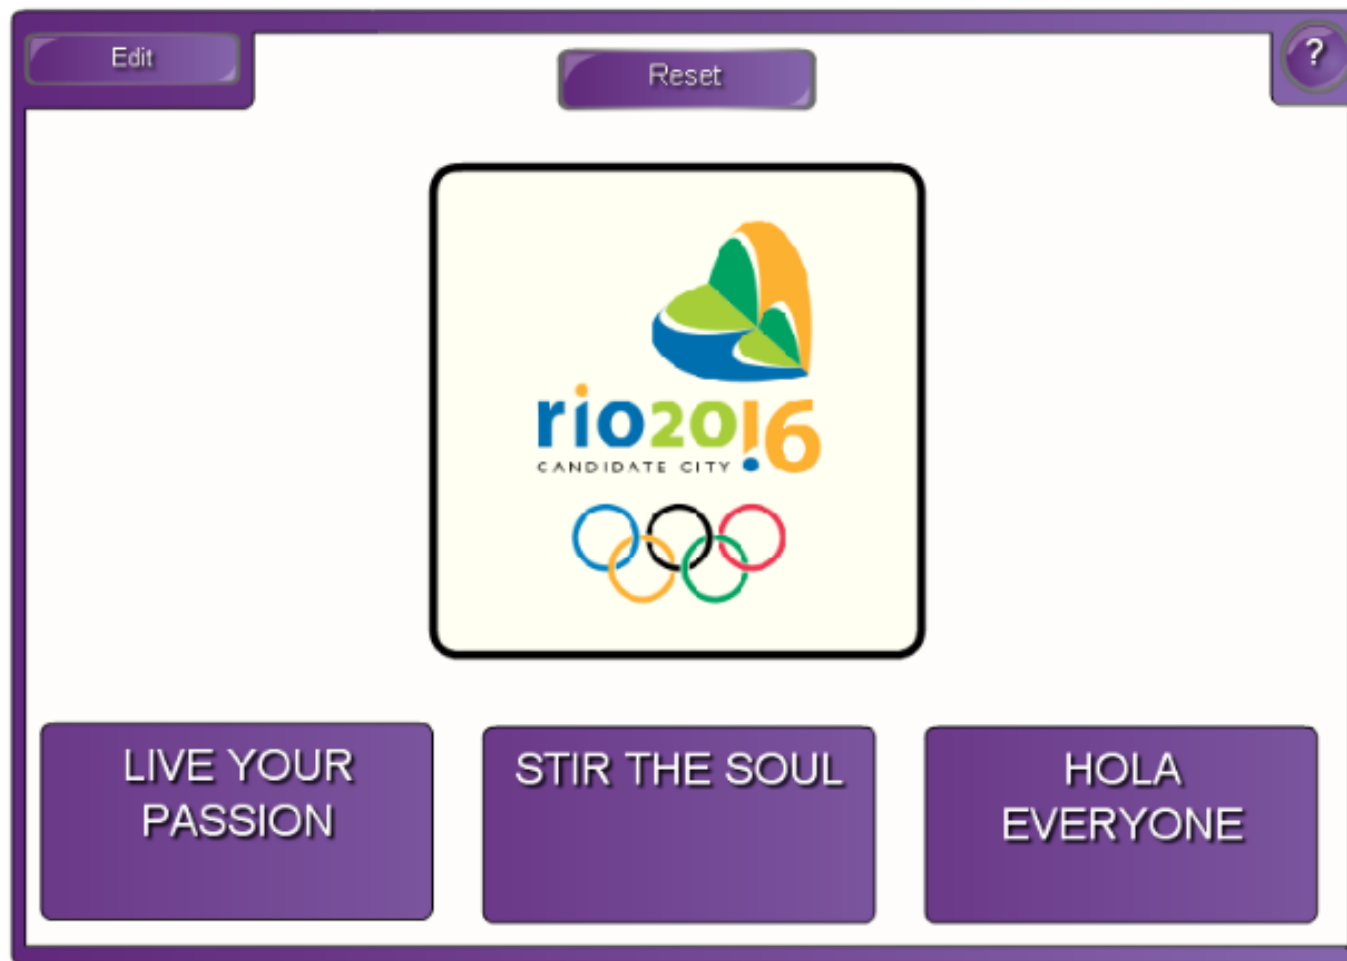 Edit
Reset
?
rio2016
CANDIDATE CITY
LIVE YOUR
PASSION
STIR THE SOUL
HOLA
EVERYONE